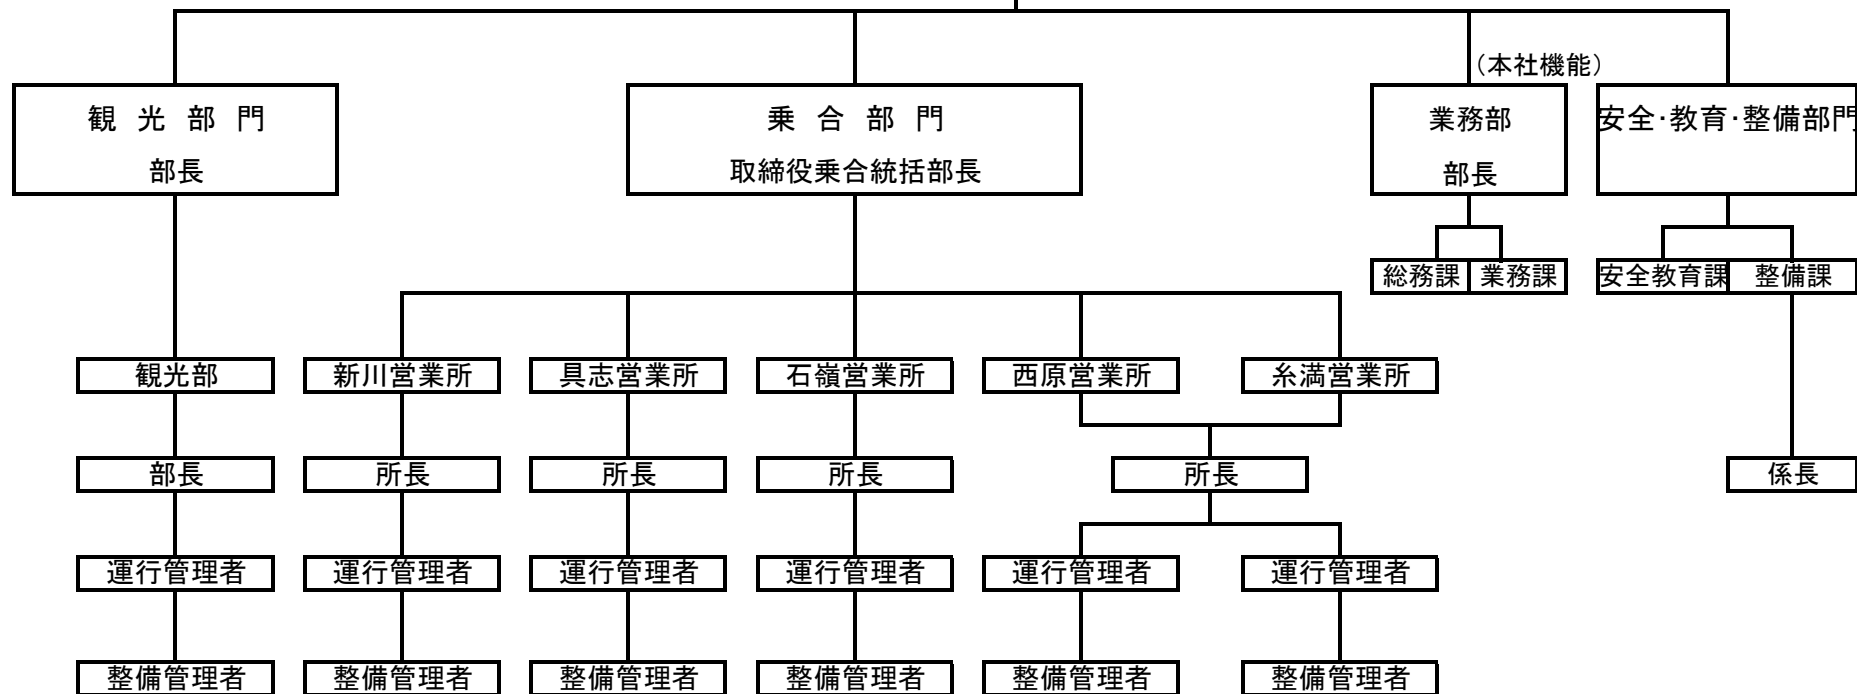 （本社機能）
観 光 部 門
部長
乗 合 部 門
取締役乗合統括部長
業務部
部長
安全・教育・整備部門
総務課 業務課 安全教育課 整備課
観光部 新川営業所 具志営業所 石嶺営業所 西原営業所 糸満営業所
部長 所長 所長 所長 所長 係長
運行管理者 運行管理者 運行管理者 運行管理者 運行管理者 運行管理者
整備管理者 整備管理者 整備管理者 整備管理者 整備管理者 整備管理者